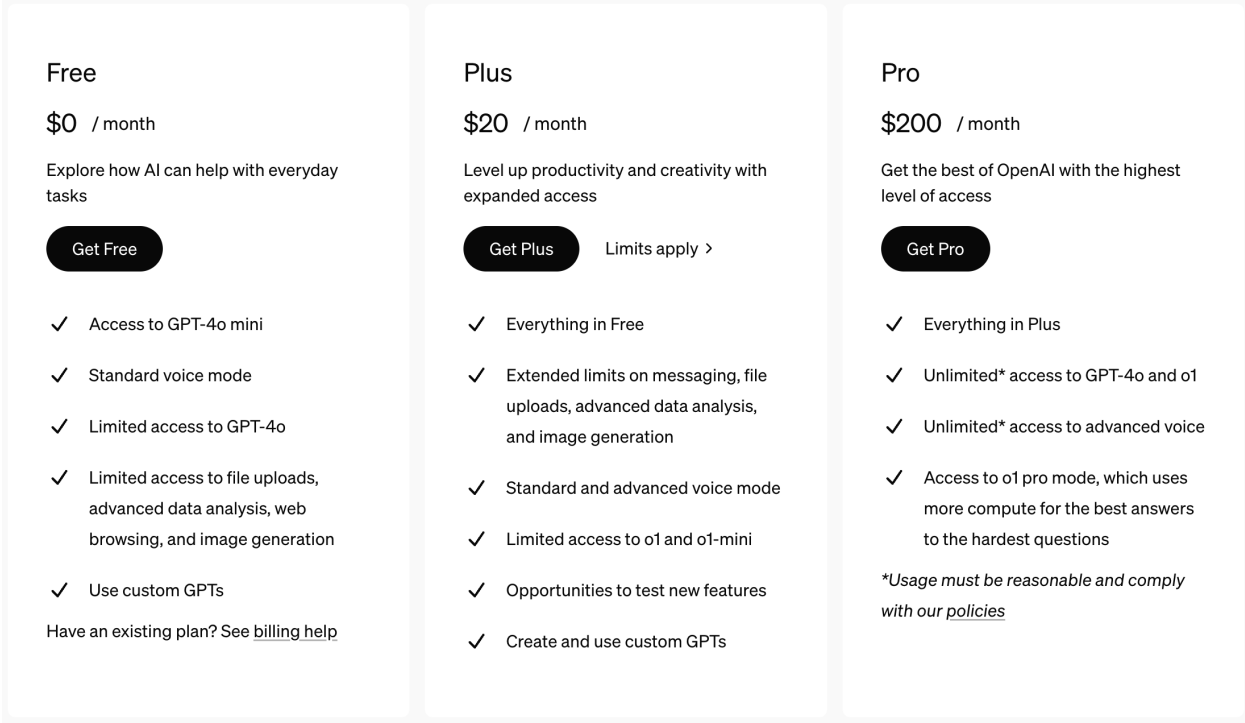 Free
$0 / month
Explore how AI can help with everyday
tasks
Get Free
Access to GPT-4o mini
Standard voice mode
Limited access to GPT-4o
Limited access to file uploads,
advanced data analysis, web
browsing, and image generation
Use custom GPTs
Have an existing plan? See billing help
Plus
$20 / month
Level up productivity and creativity with
expanded access
Get Plus
Limits apply >
Everything in Free
Extended limits on messaging, file
uploads, advanced data analysis,
and image generation
Standard and advanced voice mode
Limited access to o1 and o1-mini
Opportunities to test new features
Create and use custom GPTs
Pro
$200 / month
Get the best of OpenAI with the highest
level of access
Get Pro
Everything in Plus
Unlimited* access to GPT-4o and o1
Unlimited* access to advanced voice
Access to o1 pro mode, which uses
more compute for the best answers
to the hardest questions
*Usage must be reasonable and comply
with our policies